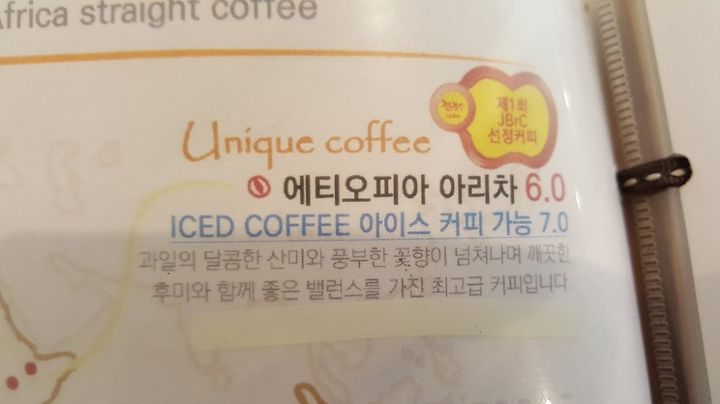 Africa straight coffee
제1회
JBrC
선정커피
Unique coffee
에티오피아 아리차 6.0
ICED COFFEE 아이스 커피 가능 7.0
과일의 달콤한 산미와 풍부한 꽃향이 넘쳐나며 깨끗한
후미와 함께 좋은 밸런스를 가진 최고급 커피입니다